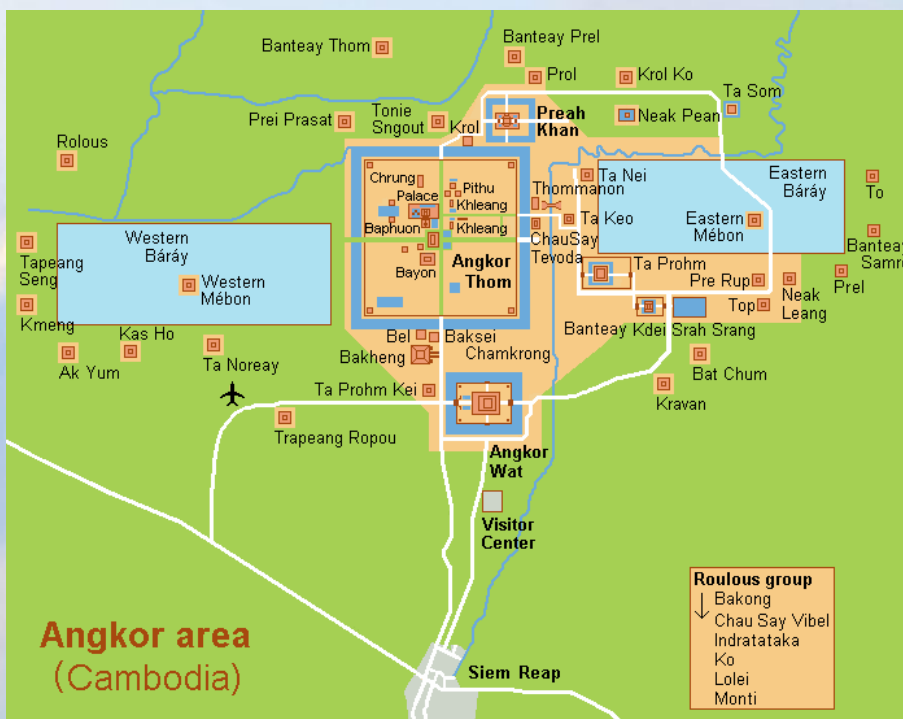 Banteay Thom
Banteay Prel
Prol
Krol Ko
Ta Som
Prei Prasat
Tonie
Sngout
Krol
Preah
Khan
Neak Pean
Rolous
Chrung
Palace
Pithu
Khleang
Thommanon
Ta Nei
Eastern
Báráy
To
Baphuon
Khleang
Ta Keo
Eastern
Mébon
Western
Báráy
Bayon
Angkor
Thom
ChauSay
Tevoda
Banteay
Samri
Tapeang
Seng
Western
Mébon
Ta Prohm
Pre Rup
Neak
Leang
Prel
Kmeng
Kas Ho
Top
Banteay Kdei
Srah Srang
Bel
Baksei
Chamkrong
Bakheng
Ak Yum
Ta Noreay
Bat Chum
Ta Prohm Kei
Kravan
Trapeang Ropou
Angkor
Wat
Visitor
Center
Roulous group
Bakong
Chau Say Vibel
Indratataka
Ko
Lolei
Monti
Angkor area
(Cambodia)
Siem Reap